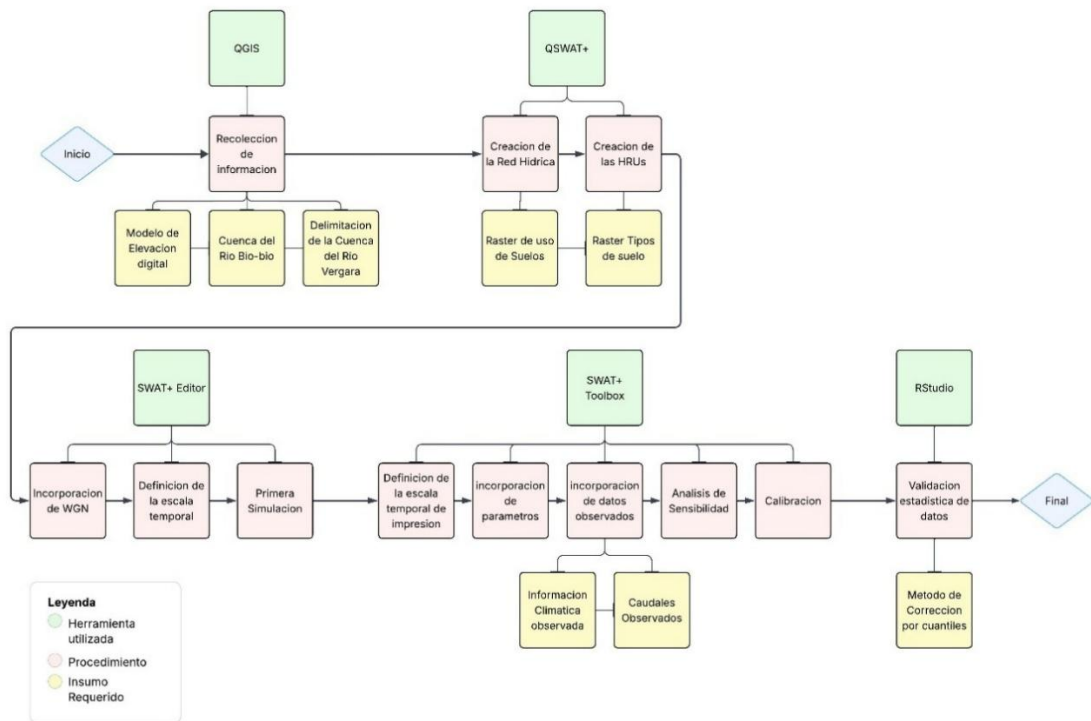 QGIS
QSWAT+
Inicio
Recoleccion
de
informacion
Creacion de
la Red Hidrica
Creacion de
las HRUs
Modelo de
Elevacion
digital
Cuenca del
Rio Bio-bio
Delimitacion
de la Cuenca
del Río
Vergara
Raster de uso
de Suelos
Raster Tipos
de suelo
SWAT+ Editor
SWAT+
Toolbox
RStudio
Incorporacion
de WGN
Definicion de
la escala
temporal
Primera
Simulacion
Definicion de
la escala
temporal de
impresion
incorporacion
de
parametros
incorporacion
de datos
observados
Analisis de
Sensibilidad
Calibracion
Validacion
estadistica de
datos
Final
Informacion
Climatica
observada
Caudales
Observados
Metodo de
Correccion
por cuantiles
Leyenda
Herramienta
utilizada
Procedimiento
Insumo
Requerido